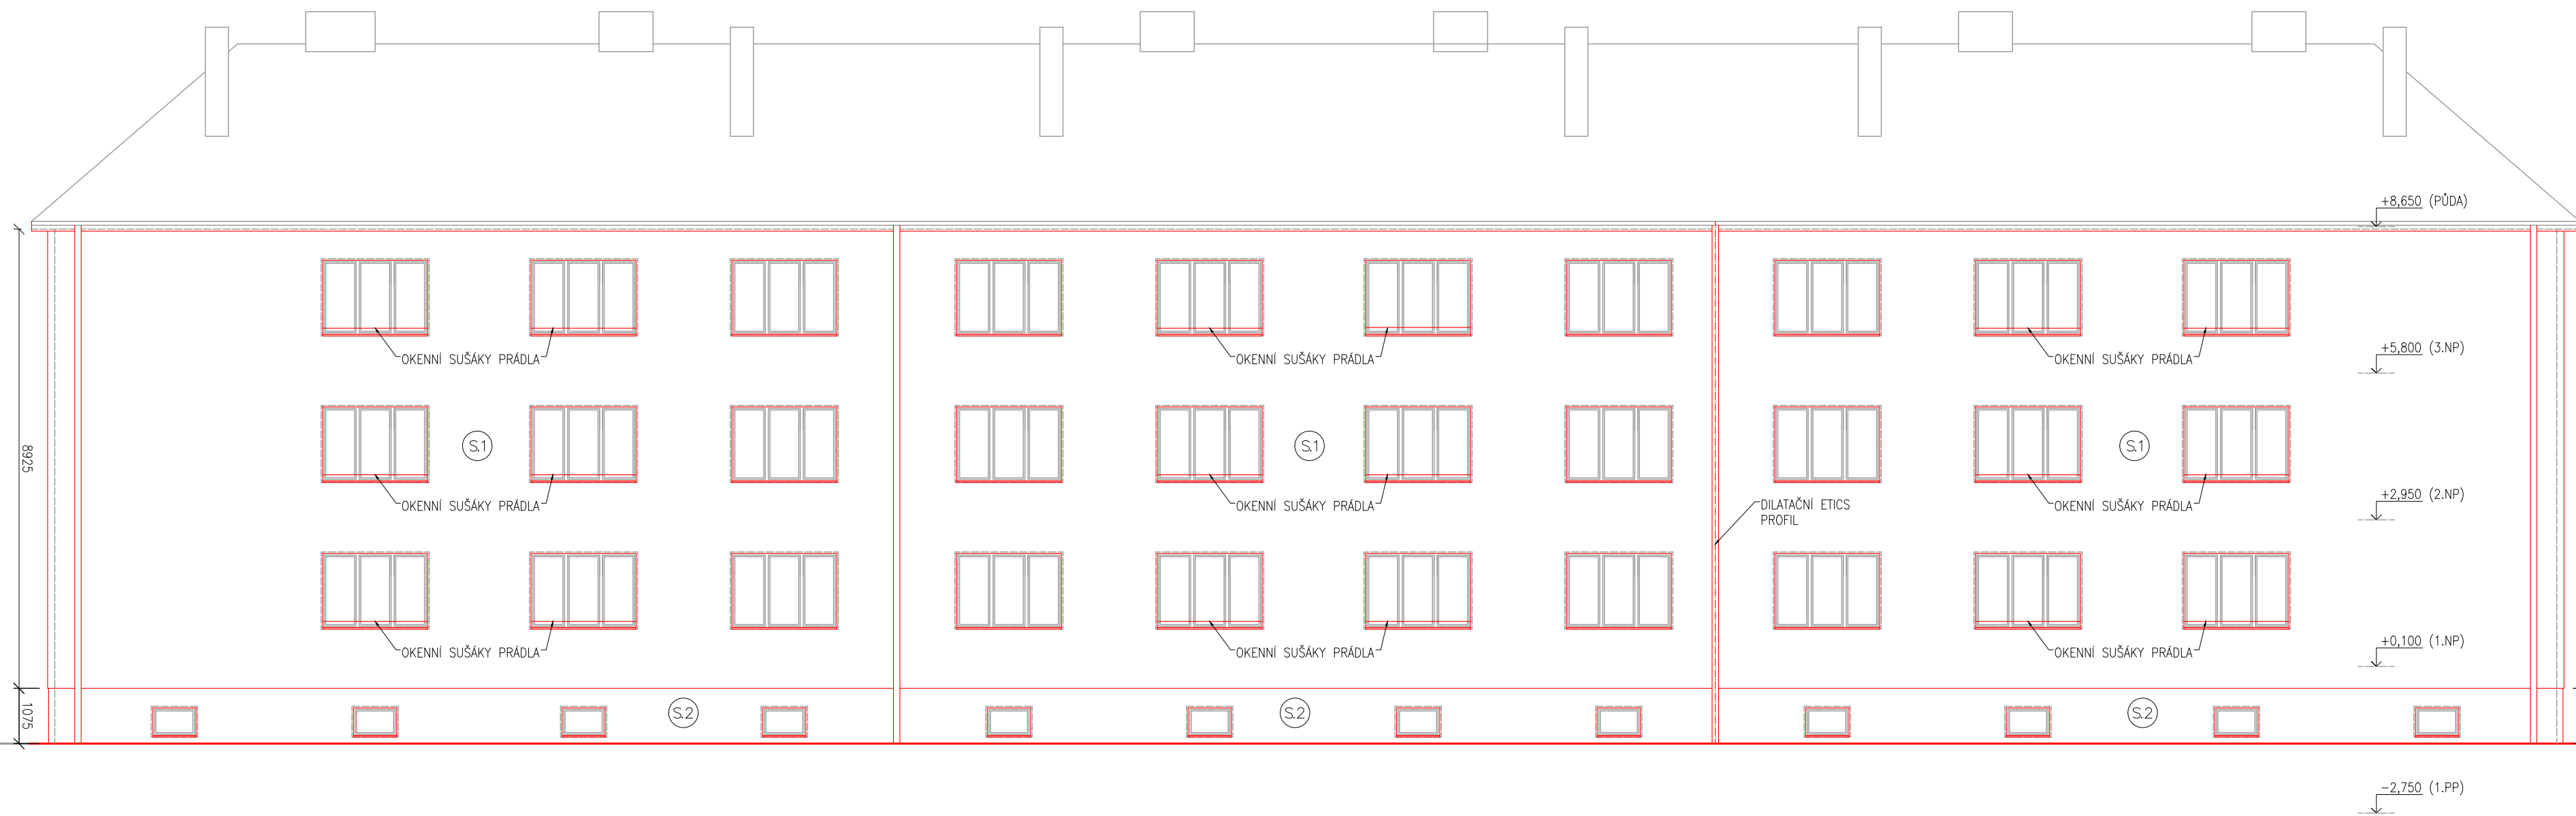 +8,650 (PŮDA)
OKENNÍ SUŠÁKY PRÁDLA
OKENNÍ SUŠÁKY PRÁDLA
OKENNÍ SUŠÁKY PRÁDLA
+5,800 (3.NP)
8925
S.1
S.1
S.1
OKENNÍ SUŠÁKY PRÁDLA
OKENNÍ SUŠÁKY PRÁDLA
DILATAČNÍ ETICS
PROFIL
OKENNÍ SUŠÁKY PRÁDLA
+2,950 (2.NP)
OKENNÍ SUŠÁKY PRÁDLA
OKENNÍ SUŠÁKY PRÁDLA
OKENNÍ SUŠÁKY PRÁDLA
+0,100 (1.NP)
1075
S.2
S.2
S.2
-2,750 (1.PP)